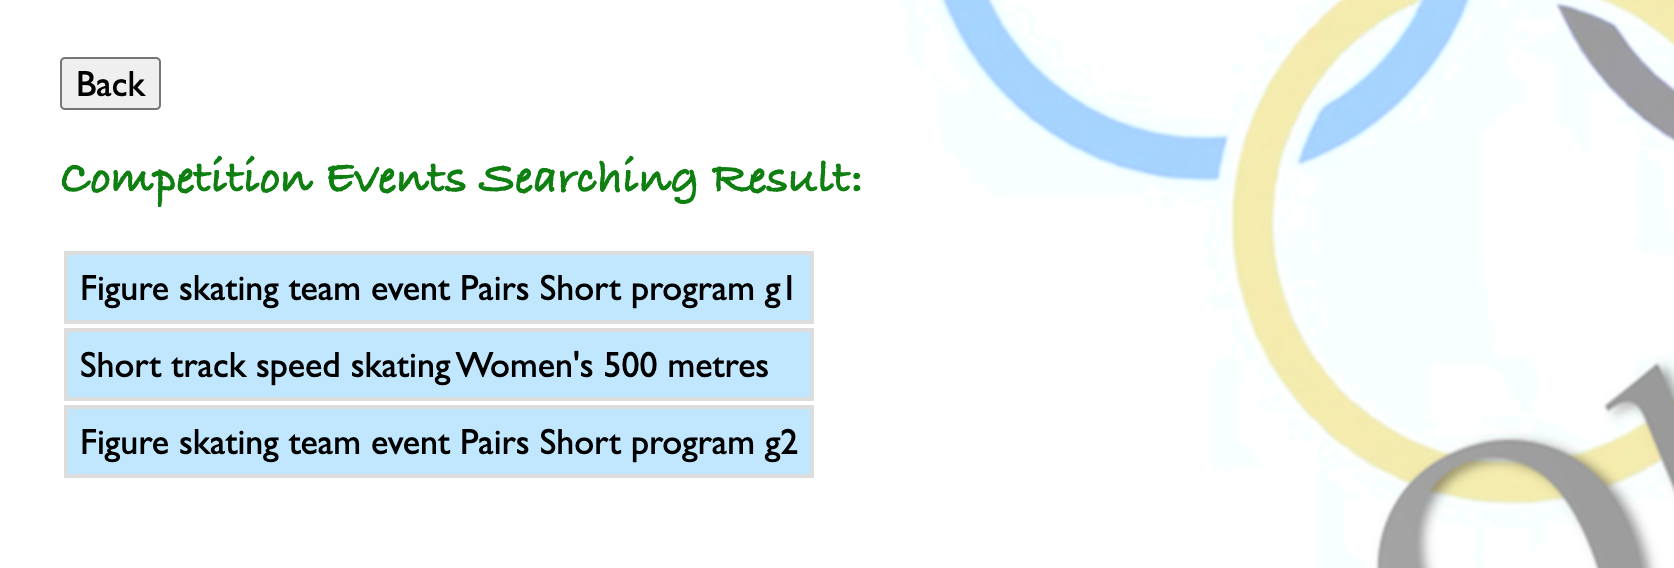 Back
Competition Events Searching Result:
Figure skating team event Pairs Short program g1
Short track speed skating Women's 500 metres
Figure skating team event Pairs Short program g2